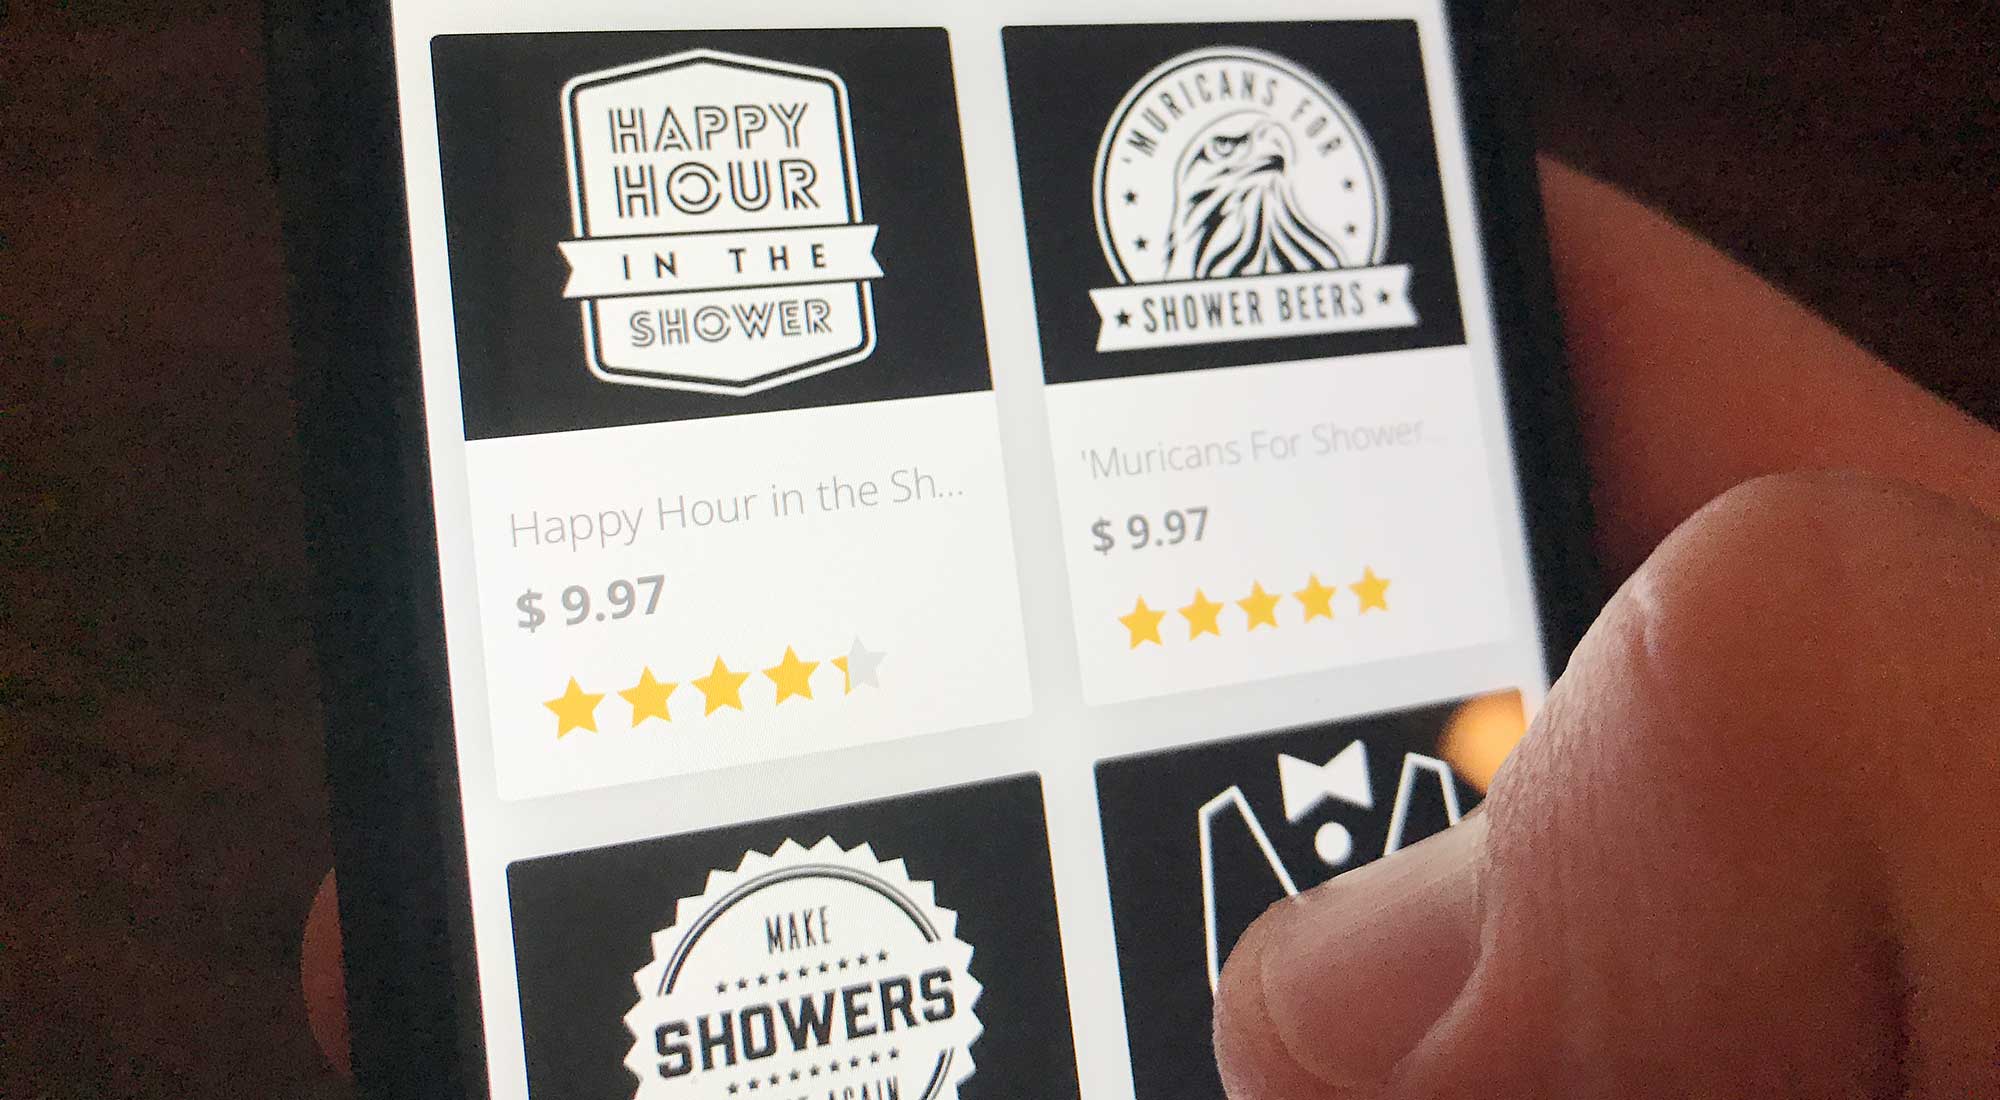 HAPPY
HOUR
IN THE
SHOWER
'MURICANS FOR
SHOWER BEERS
Happy Hour in the Sh...
$ 9.97
'Muricans For Shower...
$ 9.97
MAKE
SHOWERS
AGAIN